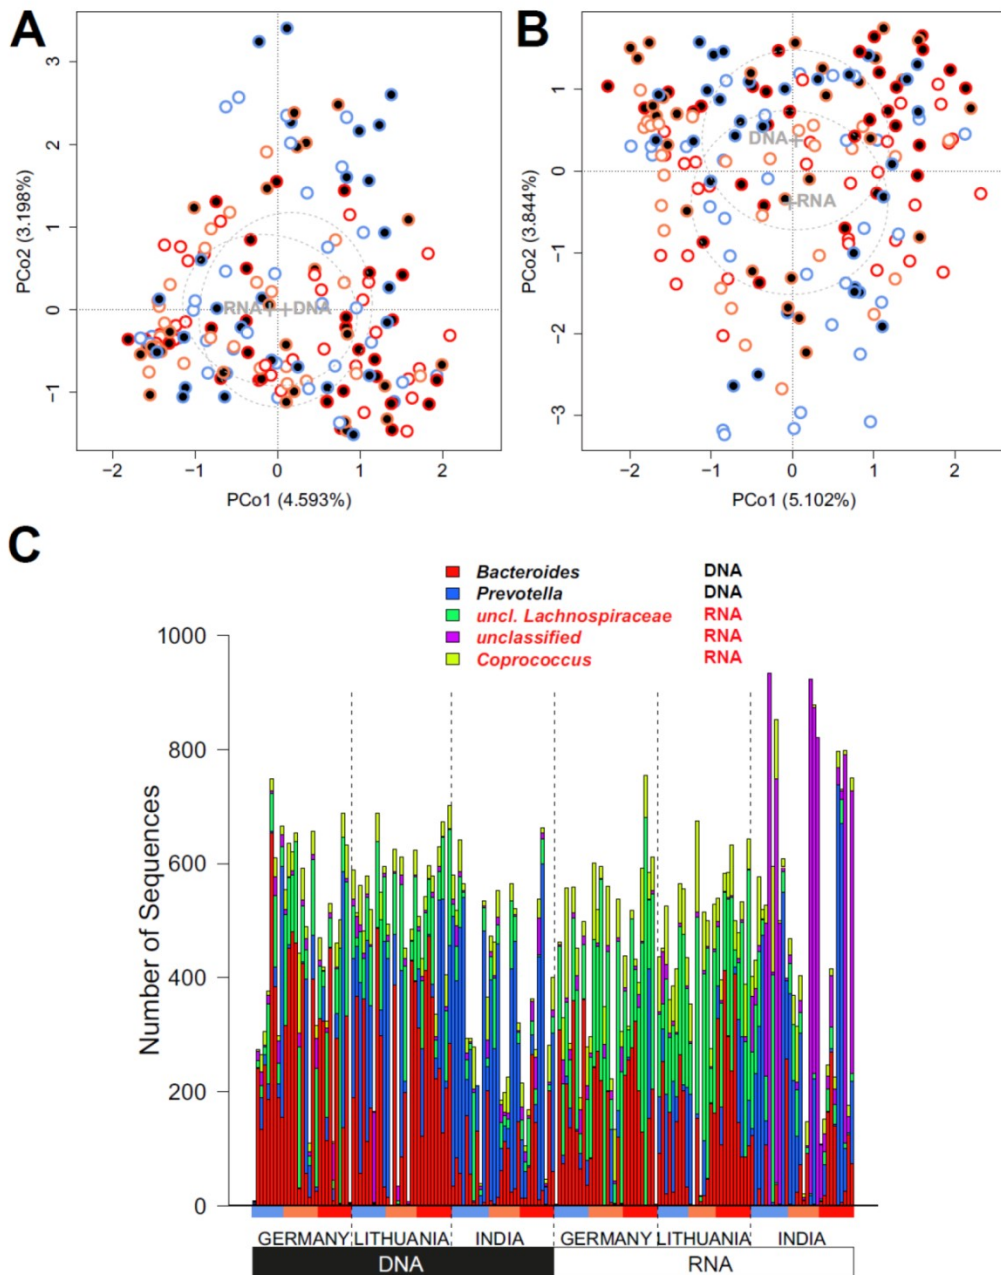 A
B
3
2
1
0
−1
PCo2 (3.198%)
RNA DNA
−2 −1 0 1 2
PCo1 (4.593%)
1
0
−1
−2
−3
PCo2 (3.844%)
DNA
RNA
−2 −1 0 1 2
PCo1 (5.102%)
C
Bacteroides DNA
Prevotella DNA
uncl. Lachnospiraceae RNA
unclassified RNA
Coprococcus RNA
1000
800
600
400
200
0
Number of Sequences
GERMANY LITHUANIA INDIA GERMANY LITHUANIA INDIA
DNA RNA